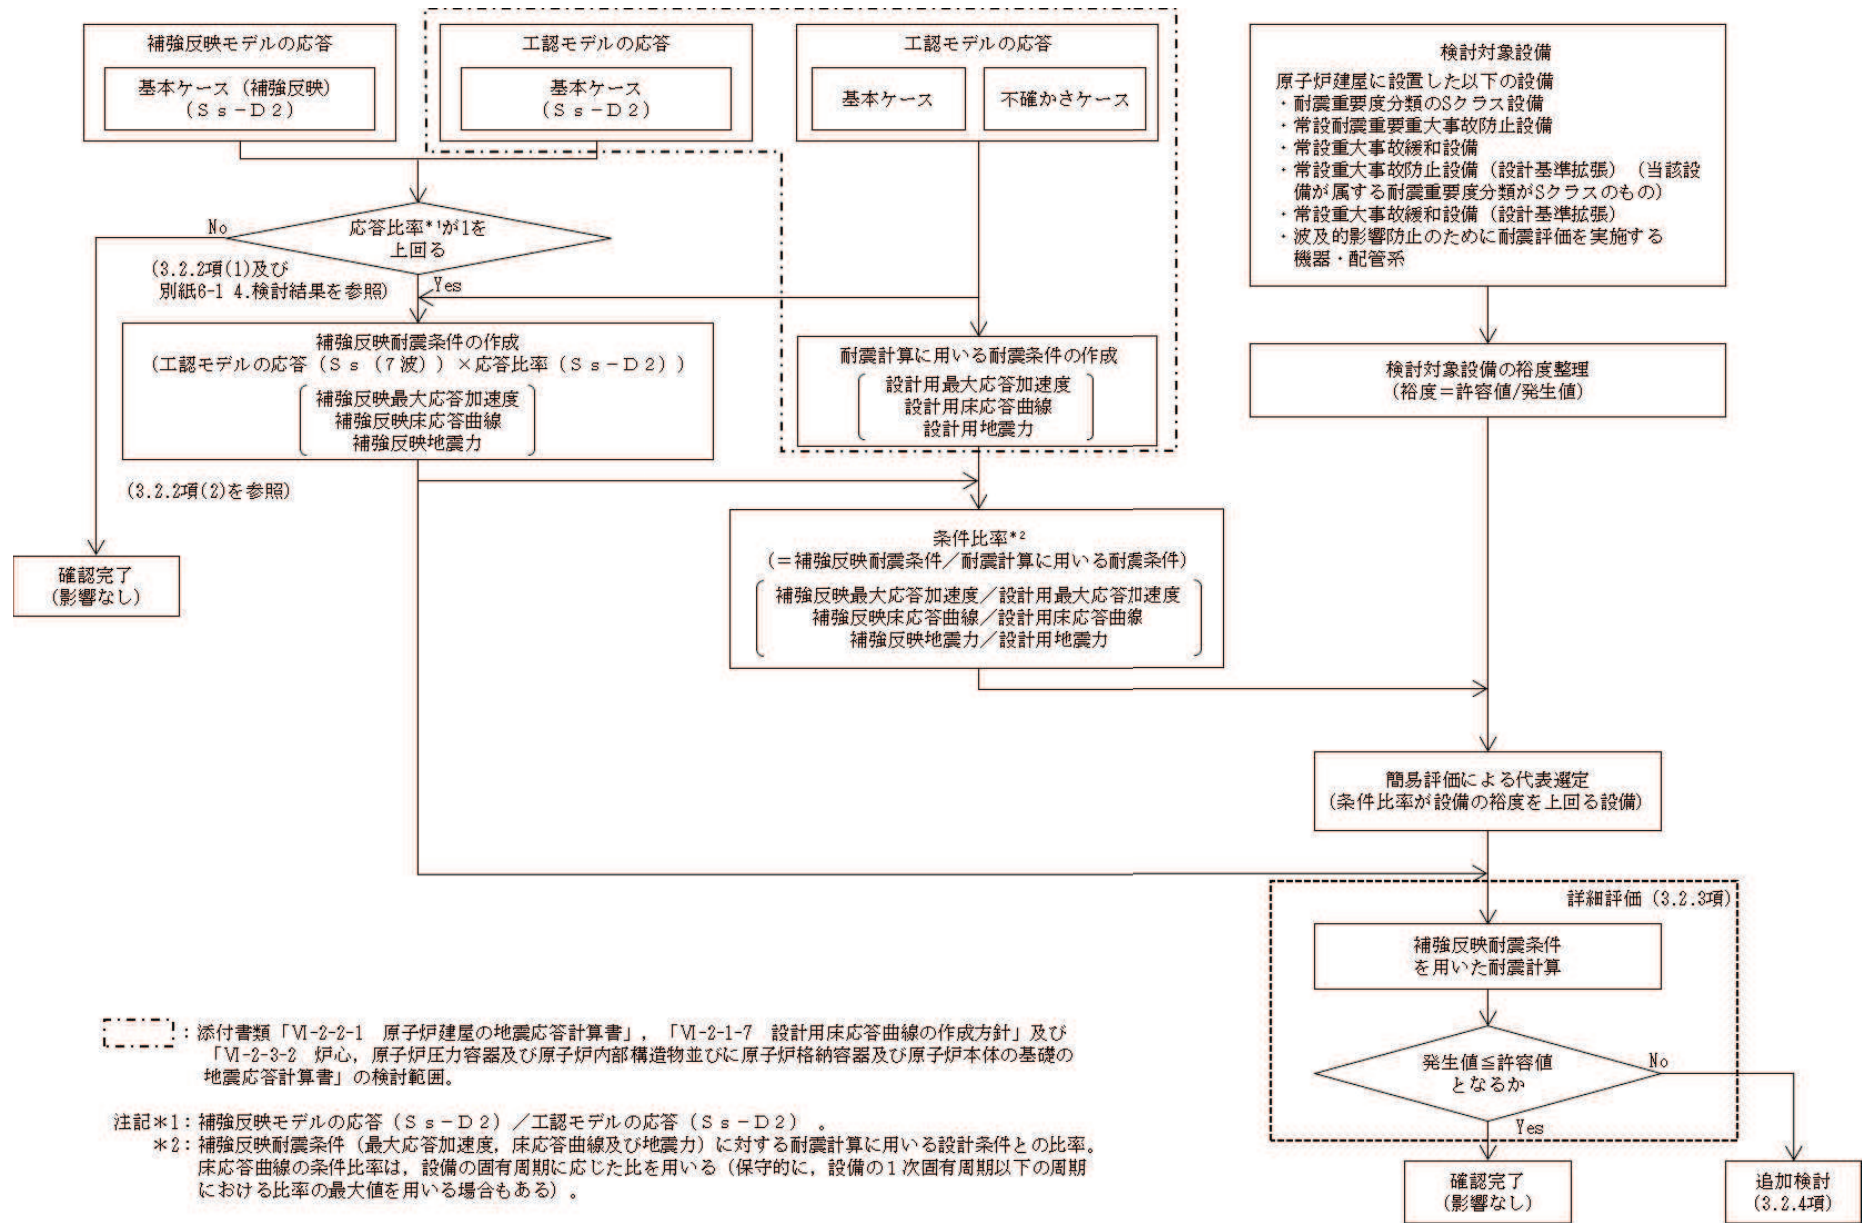 補強反映モデルの応答
基本ケース（補強反映）
（Ｓｓ－Ｄ２）
工認モデルの応答
基本ケース
（Ｓｓ－Ｄ２）
工認モデルの応答
基本ケース
不確かさケース
検討対象設備
原子炉建屋に設置した以下の設備
・耐震重要度分類のSクラス設備
・常設耐震重要重大事故防止設備
・常設重大事故緩和設備
・常設重大事故防止設備（設計基準拡張）（当該設
備が属する耐震重要度分類がSクラスのもの）
・常設重大事故緩和設備（設計基準拡張）
・波及的影響防止のために耐震評価を実施する
機器・配管系
No
応答比率*1が1を
上回る
(3.2.2項(1)及び
別紙6-1 4.検討結果を参照)
Yes
補強反映耐震条件の作成
（工認モデルの応答（Ｓｓ（７波））×応答比率（Ｓｓ－Ｄ２））
補強反映最大応答加速度
補強反映床応答曲線
補強反映地震力
耐震計算に用いる耐震条件の作成
設計用最大応答加速度
設計用床応答曲線
設計用地震力
検討対象設備の裕度整理
(裕度＝許容値/発生値)
(3.2.2項(2)を参照)
確認完了
(影響なし)
条件比率*2
(＝補強反映耐震条件／耐震計算に用いる耐震条件)
補強反映最大応答加速度／設計用最大応答加速度
補強反映床応答曲線／設計用床応答曲線
補強反映地震力／設計用地震力
簡易評価による代表選定
(条件比率が設備の裕度を上回る設備)
詳細評価 (3.2.3項)
補強反映耐震条件
を用いた耐震計算
発生値≦許容値
となるか
No
Yes
確認完了
(影響なし)
追加検討
(3.2.4項)
：添付書類「Ⅵ-2-2-1　原子炉建屋の地震応答計算書」，「Ⅵ-2-1-7　設計用床応答曲線の作成方針」及び
「Ⅵ-2-3-2　炉心，原子炉圧力容器及び原子炉内部構造物並びに原子炉格納容器及び原子炉本体の基礎の
地震応答計算書」の検討範囲。
注記＊1：補強反映モデルの応答（Ｓｓ－Ｄ２）／工認モデルの応答（Ｓｓ－Ｄ２）。
＊2：補強反映耐震条件（最大応答加速度，床応答曲線及び地震力）に対する耐震計算に用いる設計条件との比率。
床応答曲線の条件比率は，設備の固有周期に応じた比を用いる（保守的に，設備の１次固有周期以下の周期
における比率の最大値を用いる場合もある）。